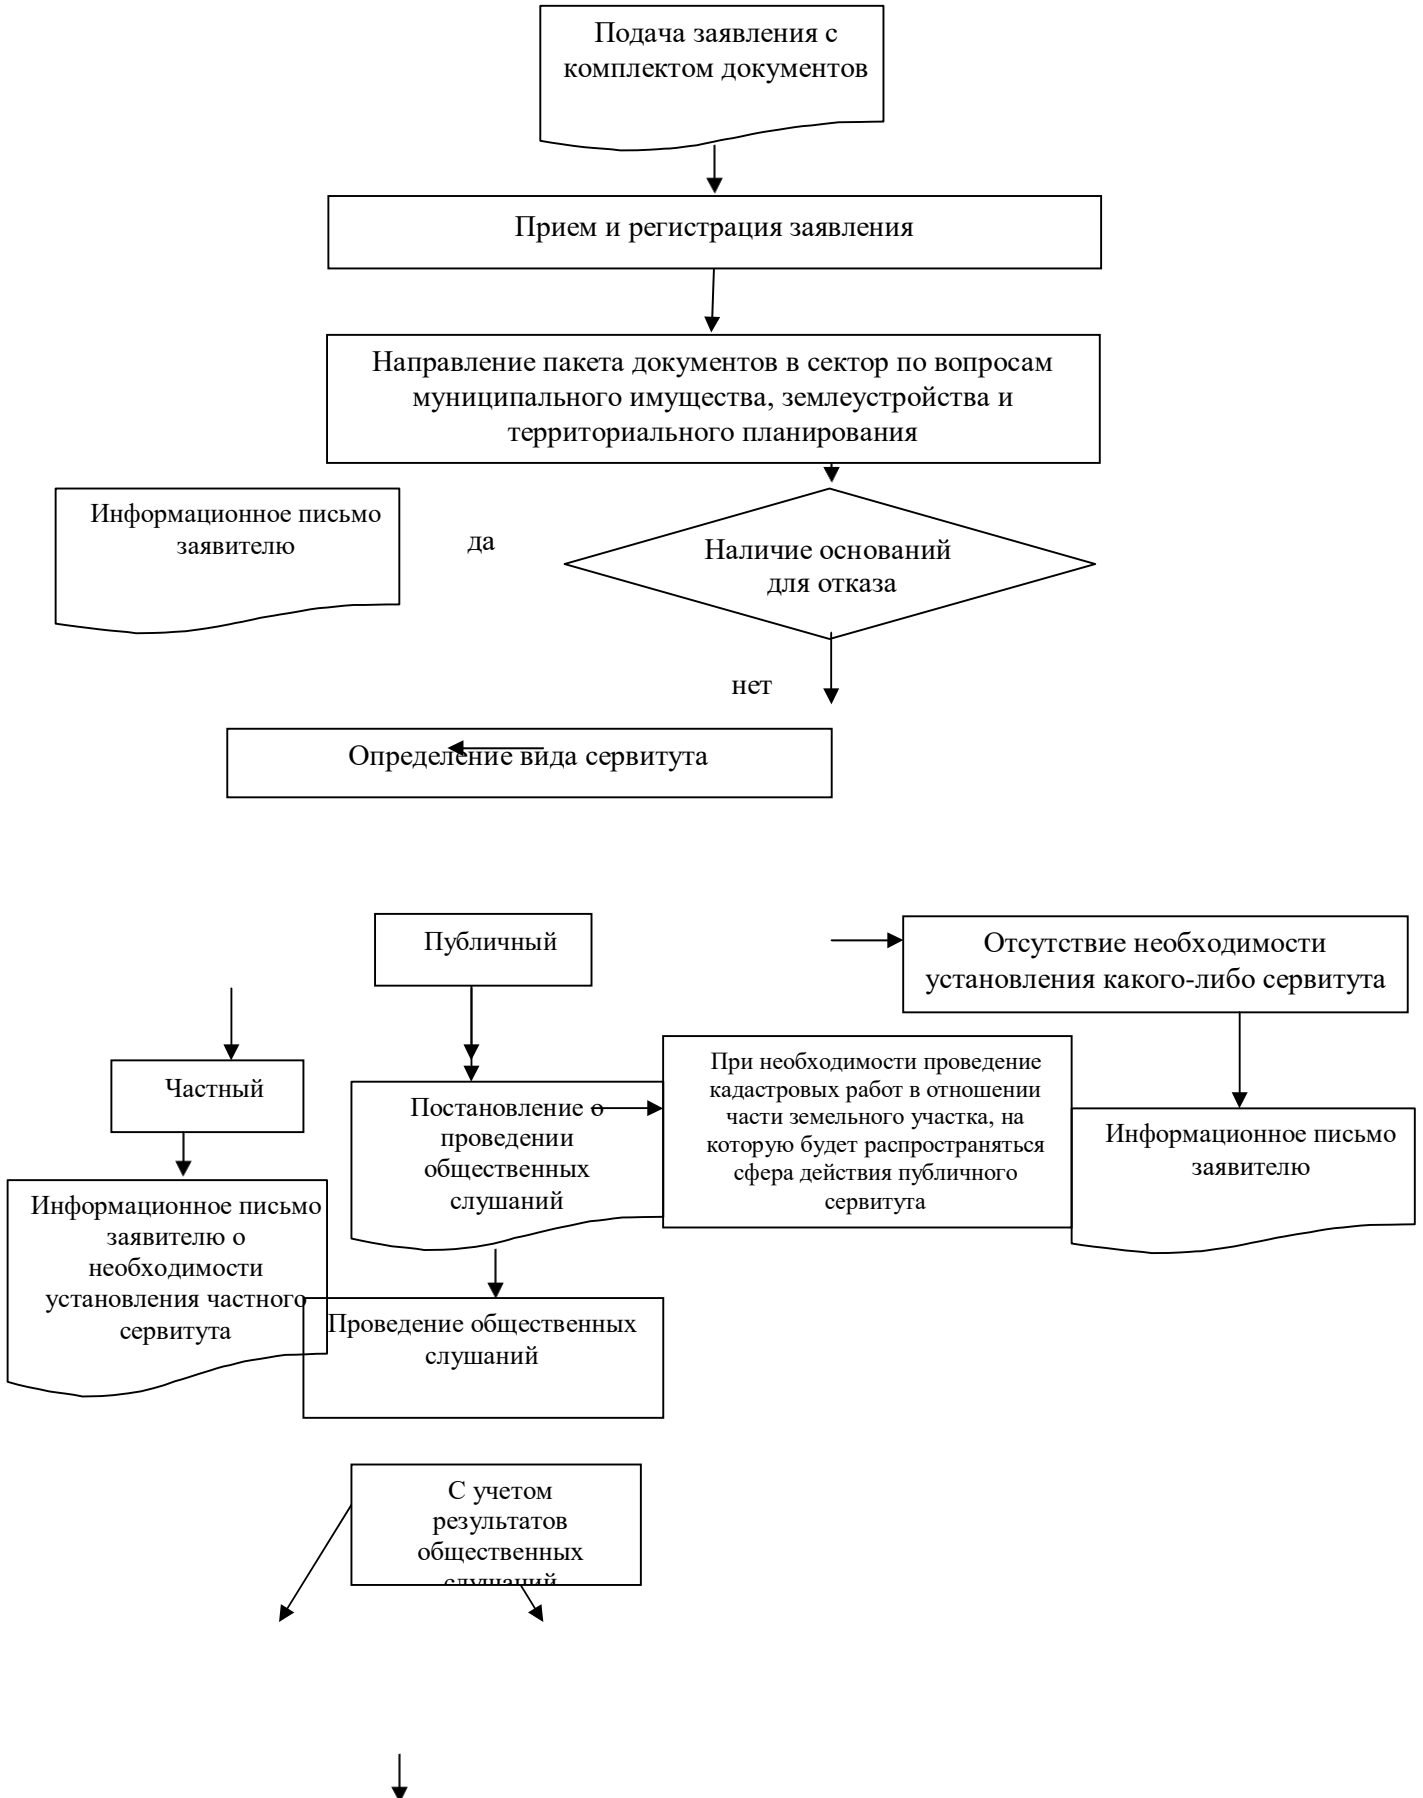 Подача заявления с
комплектом документов
Прием и регистрация заявления
Направление пакета документов в сектор по вопросам
муниципального имущества, землеустройства и
территориального планирования
Информационное письмо
заявителю
да
Наличие оснований
для отказа
нет
Определение вида сервитута
Публичный
Отсутствие необходимости
установления какого-либо сервитута
Частный
Постановление о
проведении
общественных
слушаний
При необходимости проведение
кадастровых работ в отношении
части земельного участка, на
которую будет распространяться
сфера действия публичного
сервитута
Информационное письмо
заявителю
Информационное письмо
заявителю о
необходимости
установления частного
сервитута
Проведение общественных
слушаний
С учетом
результатов
общественных
слушаний